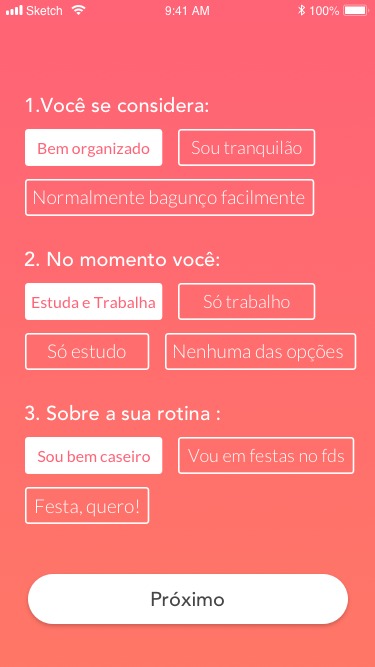 Sketch 9:41 AM 100%
1.Você se considera:
Bem organizado Sou tranquilão
Normalmente bagunço facilmente
2. No momento você:
Estuda e Trabalha Só trabalho
Só estudo Nenhuma das opções
3. Sobre a sua rotina :
Sou bem caseiro Vou em festas no fds
Festa, quero!
Próximo